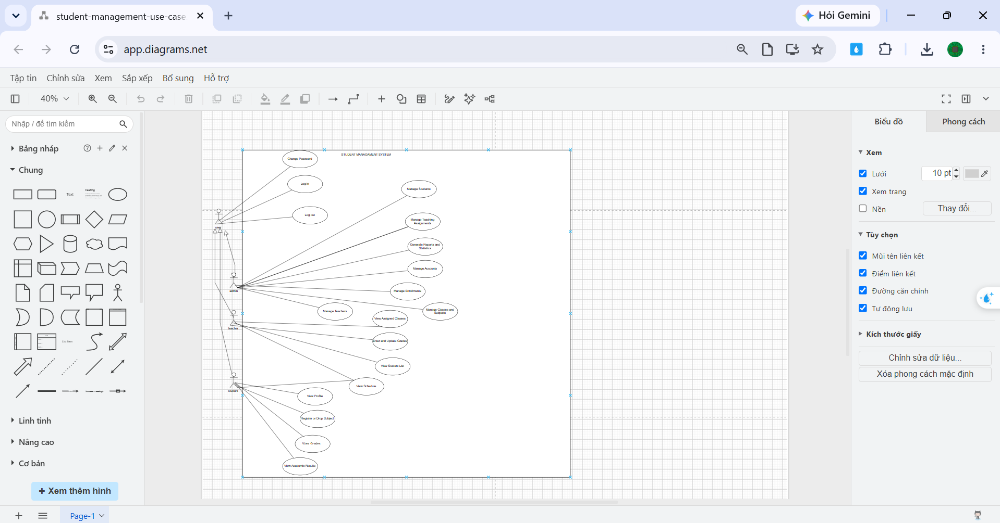 student-management-use-case
Hỏi Gemini
app.diagrams.net
Tập tin Chỉnh sửa Xem Sắp xếp Bổ sung Hỗ trợ
40%
Nhập / để tìm kiếm
Bảng nháp
Chung
Text
Heading
List Item
Linh tinh
Nâng cao
Cơ bản
+ Xem thêm hình
Page-1
STUDENT MANAGAMENT SYSTEM
Change Password
Log in
Log out
Manage Students
Manage Teaching
Assignments
Generate Reports and
Statistics
Manage Accounts
Manage Enrollments
Manage Classes and
Subjects
Manage Teachers
View Assigned Classes
Enter and Update Grades
View Student List
View Schedule
View Profile
Register or Drop Subject
View Grades
View Academic Results
admin
teacher
student
Biểu đồ
Phong cách
Xem
Lưới
10 pt
Xem trang
Nền
Thay đổi...
Tùy chọn
Mũi tên liên kết
Điểm liên kết
Đường căn chỉnh
Tự động lưu
Kích thước giấy
Chỉnh sửa dữ liệu...
Xóa phong cách mặc định